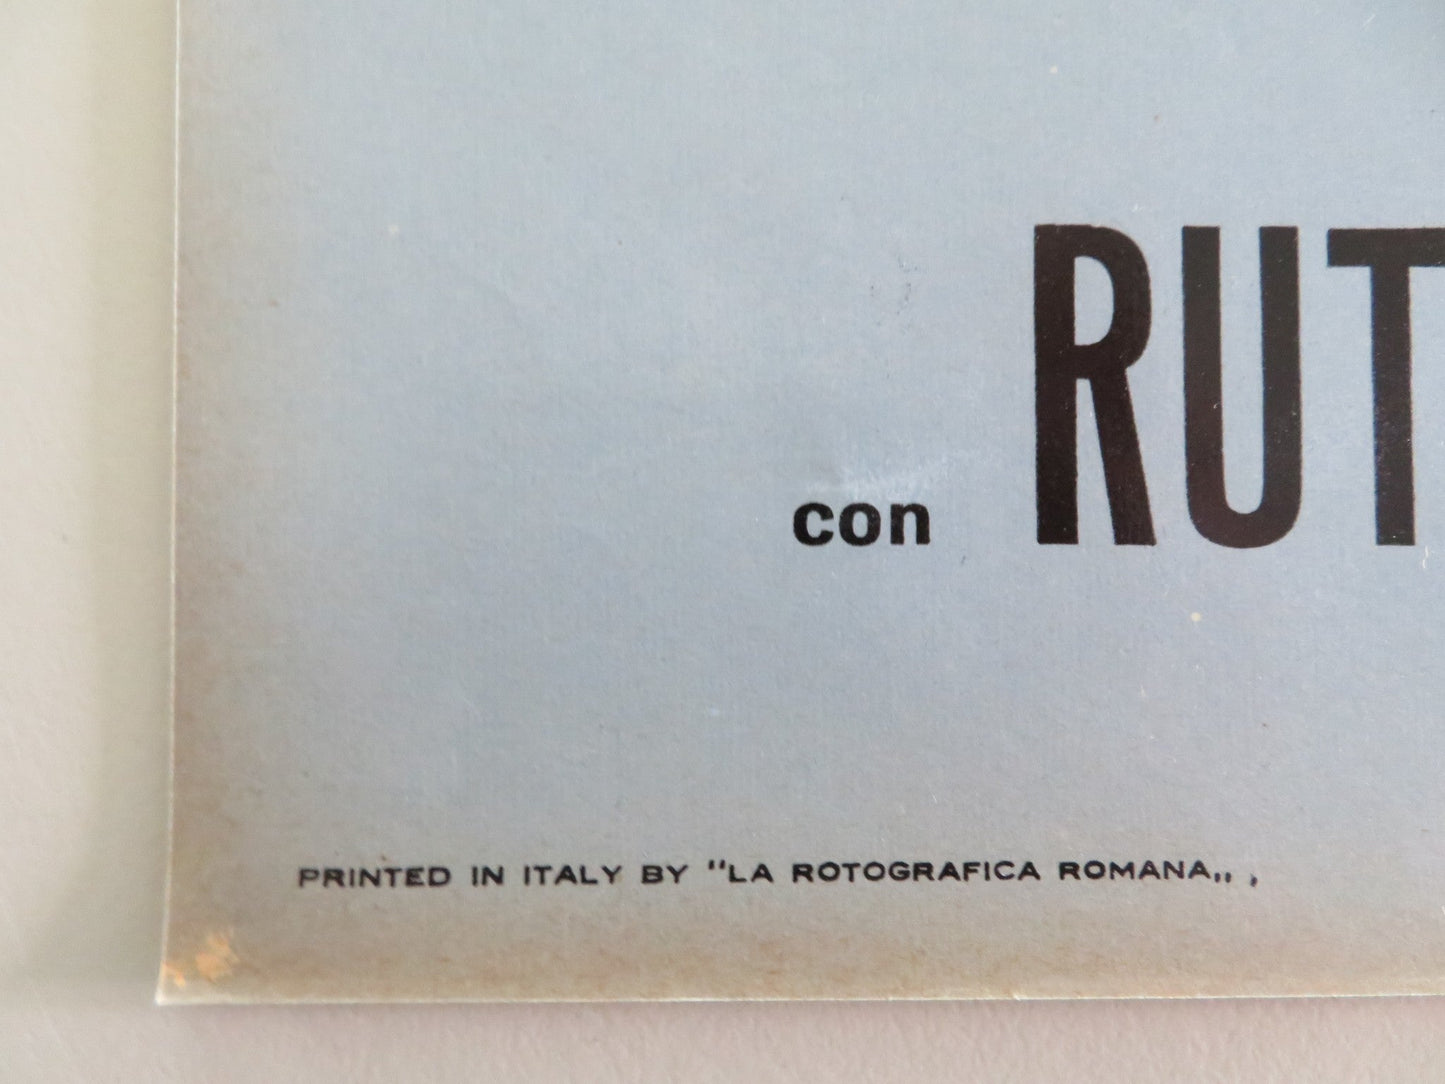 con RUT
PRINTED IN ITALY BY "LA ROTOGRAFICA ROMANA„ ,